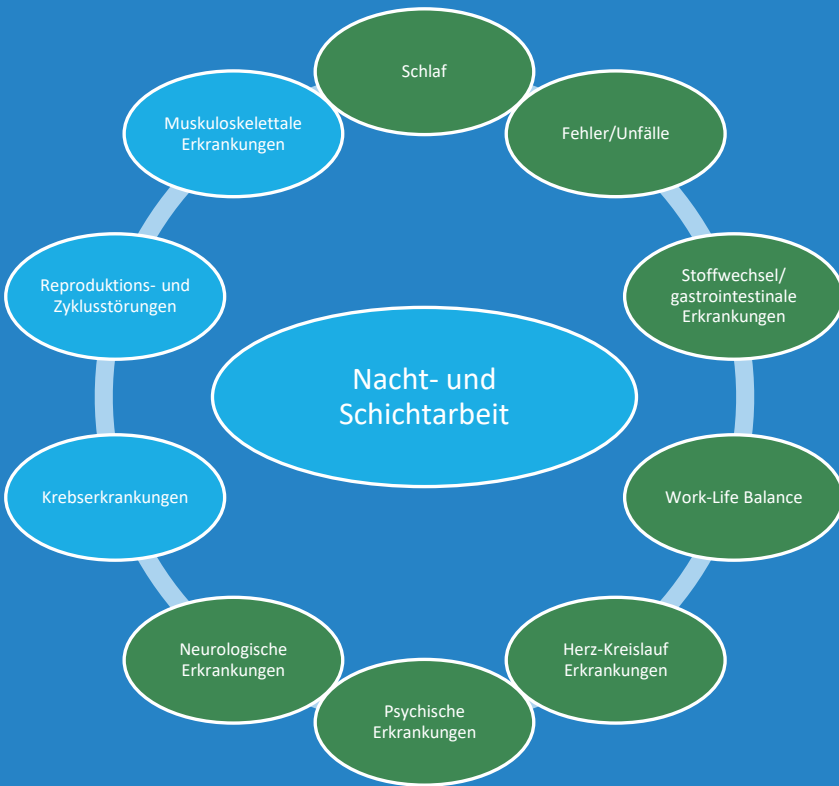 Schlaf
Fehler/Unfälle
Stoffwechsel/
gastrointestinale
Erkrankungen
Work-Life Balance
Herz-Kreislauf
Erkrankungen
Psychische
Erkrankungen
Neurologische
Erkrankungen
Krebserkrankungen
Reproduktions- und
Zyklusstörungen
Muskuloskelettale
Erkrankungen
Nacht- und
Schichtarbeit